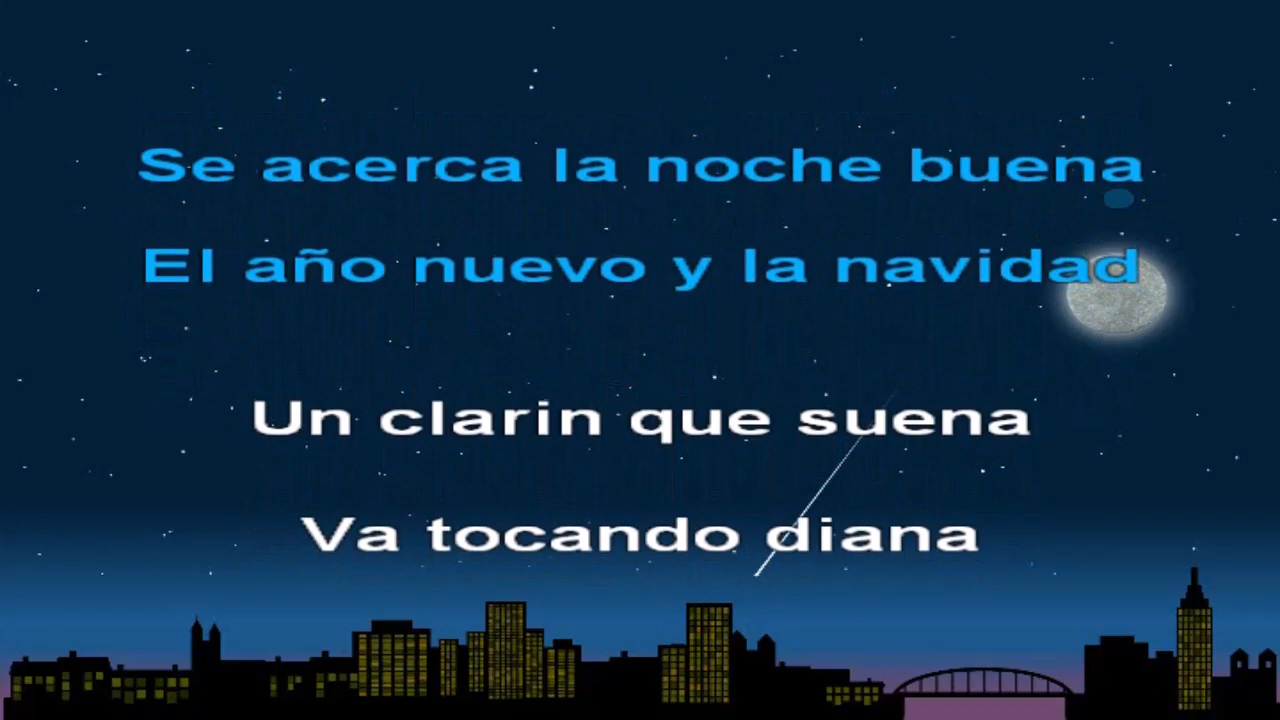 Se acerca la noche buena
El año nuevo y la navidad
Un clarin que suena
Va tocando diana